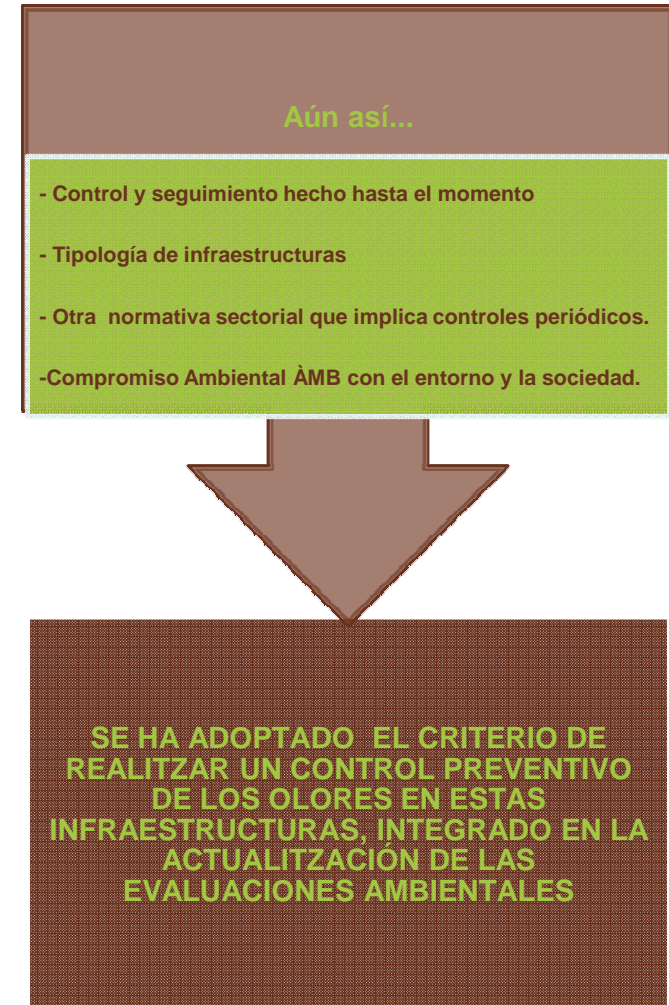 Aún así...
- Control y seguimiento hecho hasta el momento
- Tipología de infraestructuras
- Otra normativa sectorial que implica controles periódicos.
-Compromiso Ambiental ÀMB con el entorno y la sociedad.
SE HA ADOPTADO EL CRITERIO DE
REALITZAR UN CONTROL PREVENTIVO
DE LOS OLORES EN ESTAS
INFRAESTRUCTURAS, INTEGRADO EN LA
ACTUALITZACIÓN DE LAS
EVALUACIONES AMBIENTALES